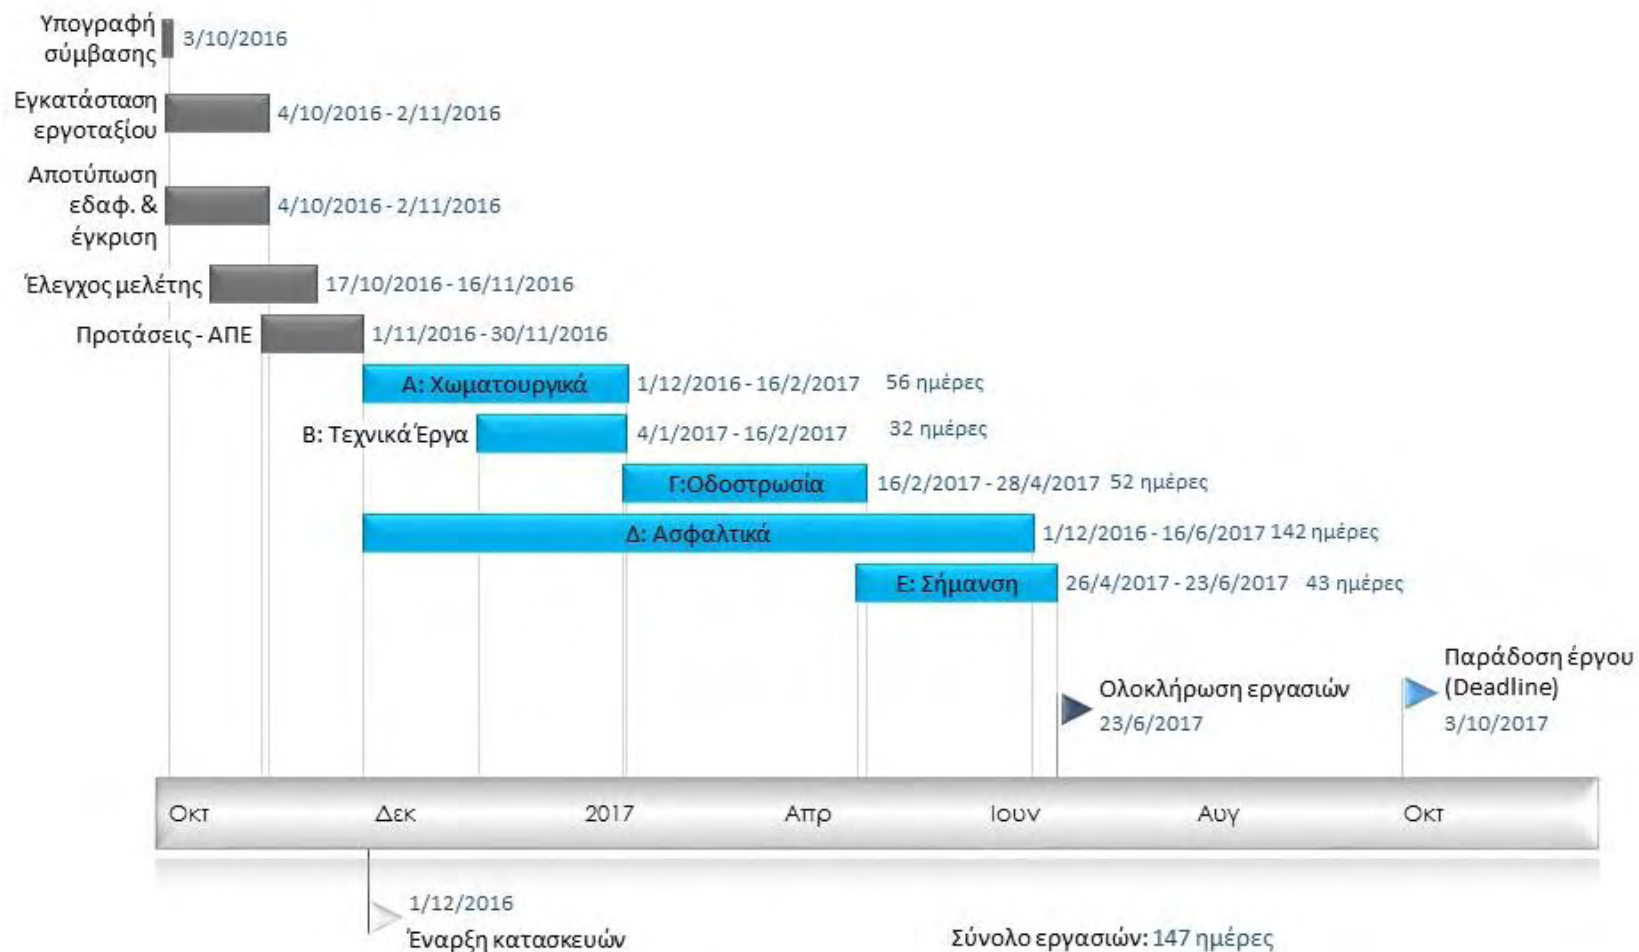 Υπογραφή
σύμβασης
3/10/2016
Εγκατάσταση
εργοταξίου
4/10/2016 - 2/11/2016
Αποτύπωση
εδαφ. &
έγκριση
4/10/2016 - 2/11/2016
Έλεγχος μελέτης
17/10/2016 - 16/11/2016
Προτάσεις - ΑΠΕ
1/11/2016 - 30/11/2016
Α: Χωματουργικά
1/12/2016 - 16/2/2017
56 ημέρες
Β: Τεχνικά Έργα
4/1/2017 - 16/2/2017
32 ημέρες
Γ:Οδοστρωσία
16/2/2017 - 28/4/2017
52 ημέρες
Δ: Ασφαλτικά
1/12/2016 - 16/6/2017
142 ημέρες
Ε: Σήμανση
26/4/2017 - 23/6/2017
43 ημέρες
Ολοκλήρωση εργασιών
23/6/2017
Παράδοση έργου
(Deadline)
3/10/2017
Οκτ
Δεκ
2017
Απρ
Ιουν
Αυγ
Οκτ
1/12/2016
Έναρξη κατασκευών
Σύνολο εργασιών: 147 ημέρες